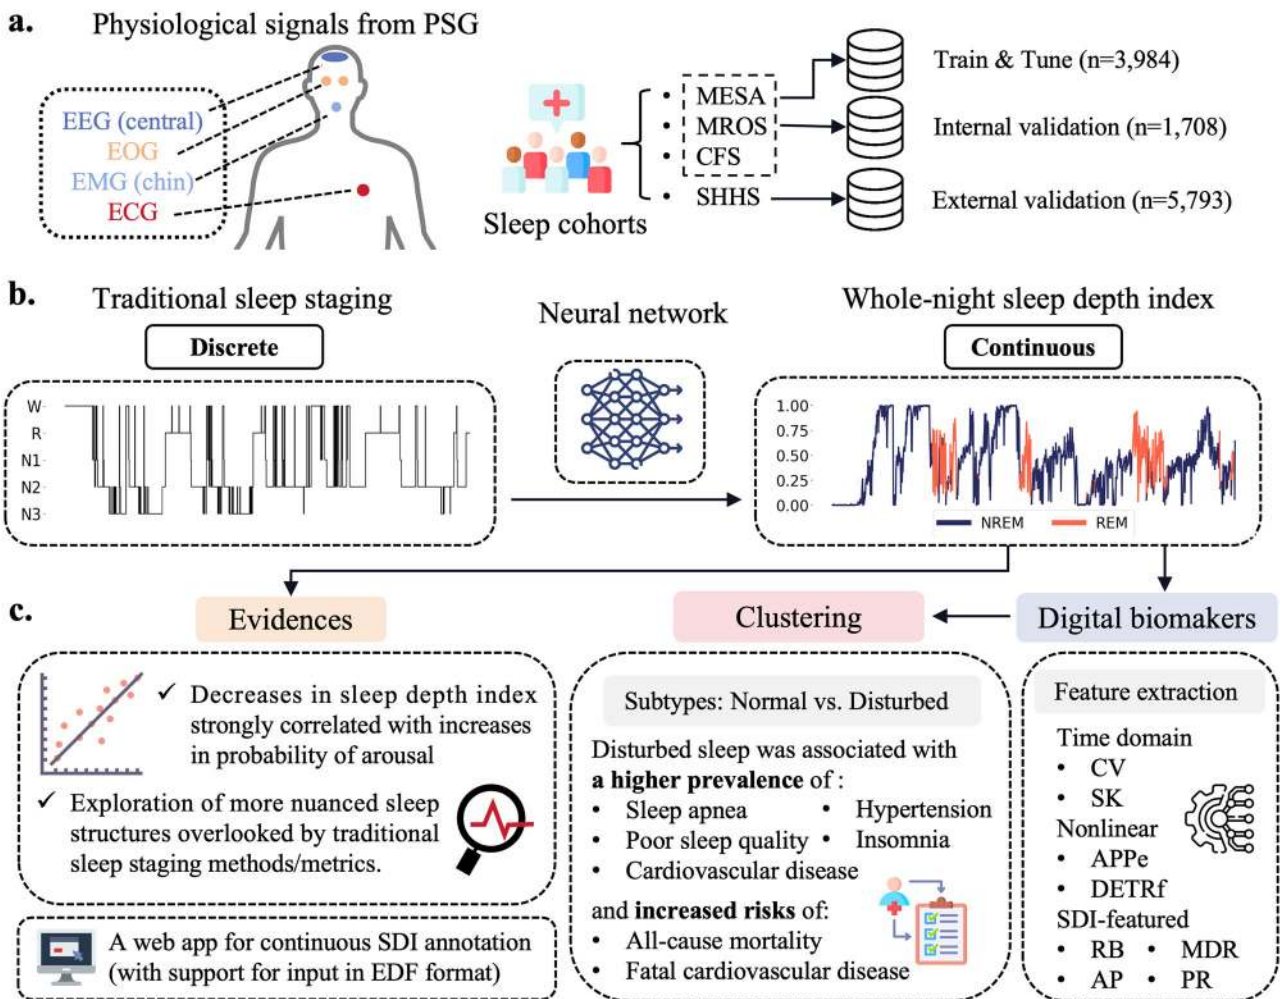 a.
Physiological signals from PSG
EEG (central)
EOG
EMG (chin)
ECG
Sleep cohorts
• MESA
• MROS
• CFS
• SHHS
Train & Tune (n=3,984)
Internal validation (n=1,708)
External validation (n=5,793)
b.
Traditional sleep staging
Discrete
W
R
N1
N2
N3
Neural network
Whole-night sleep depth index
Continuous
1.00
0.75
0.50
0.25
0.00
NREM
REM
c.
Evidences
✓ Decreases in sleep depth index
strongly correlated with increases
in probability of arousal
✓ Exploration of more nuanced sleep
structures overlooked by traditional
sleep staging methods/metrics.
A web app for continuous SDI annotation
(with support for input in EDF format)
Clustering
Subtypes: Normal vs. Disturbed
Disturbed sleep was associated with
a higher prevalence of :
• Sleep apnea • Hypertension
• Poor sleep quality • Insomnia
• Cardiovascular disease
and increased risks of:
• All-cause mortality
• Fatal cardiovascular disease
Digital biomakers
Feature extraction
Time domain
• CV
• SK
Nonlinear
• APPe
• DETRf
SDI-featured
• RB • MDR
• AP • PR